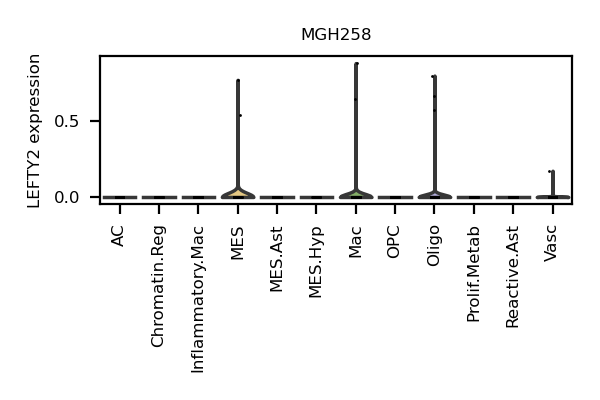 MGH258
LEFTY2 expression
0.5
0.0
AC
Chromatin.Reg
Inflammatory.Mac
MES
MES.Ast
MES.Hyp
Mac
OPC
Oligo
Prolif.Metab
Reactive.Ast
Vasc